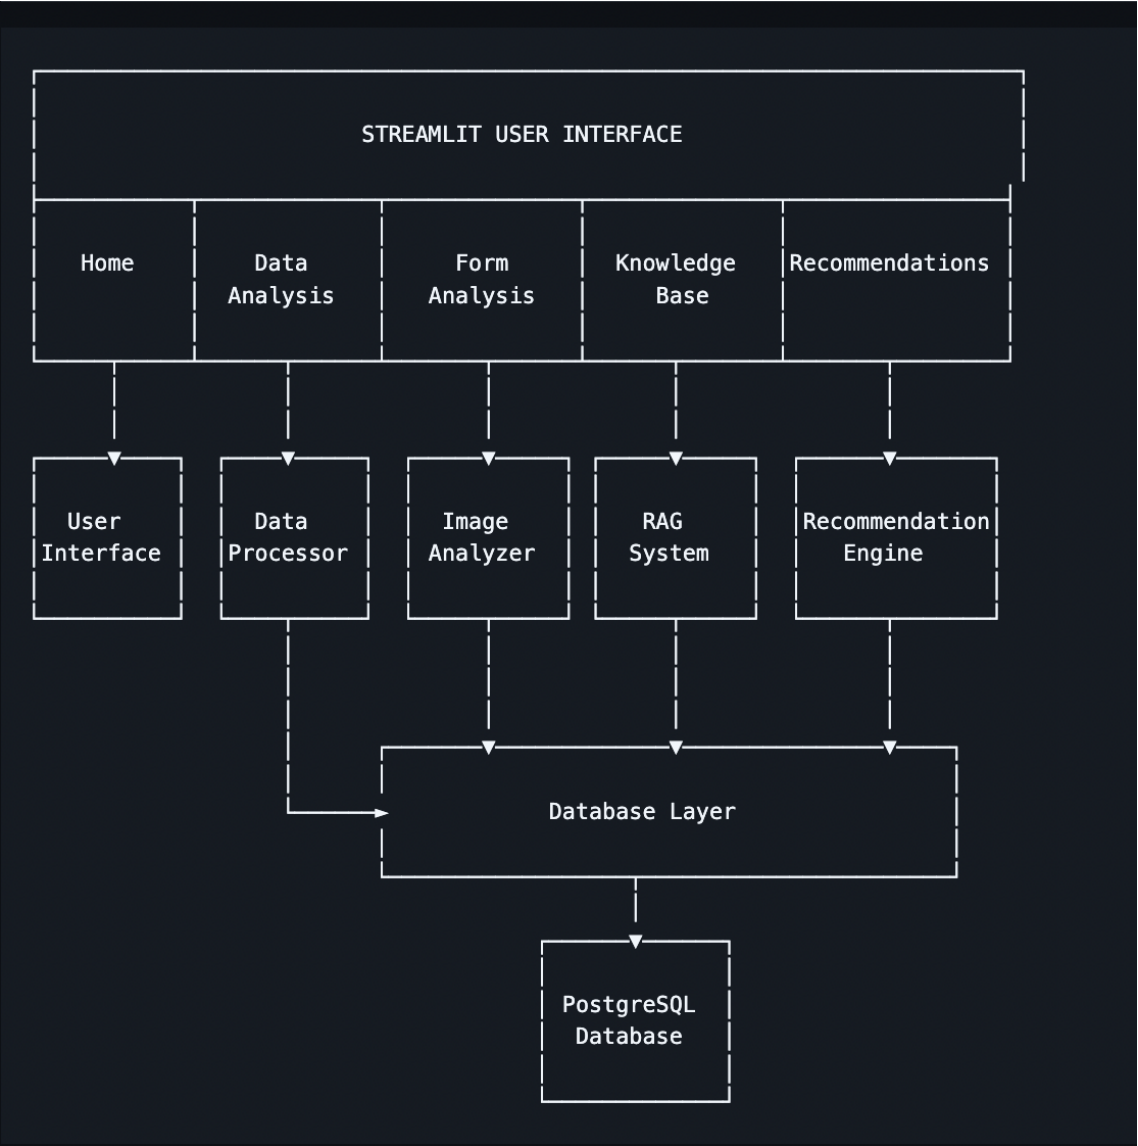 STREAMLIT USER INTERFACE
Home
Data
Analysis
Form
Analysis
Knowledge
Base
Recommendations
User
Interface
Data
Processor
Image
Analyzer
RAG
System
Recommendation
Engine
Database Layer
PostgreSQL
Database